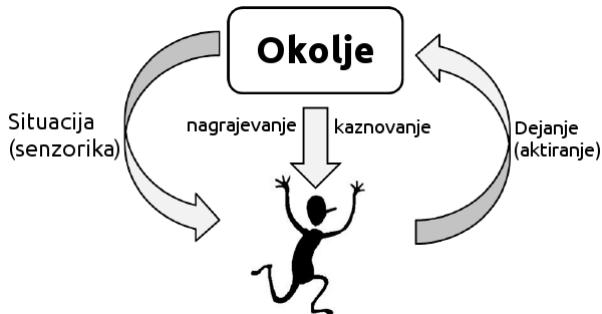 Okolje
Situacija
(senzorika)
nagrajevanje
kaznovanje
Dejanje
(aktiranje)